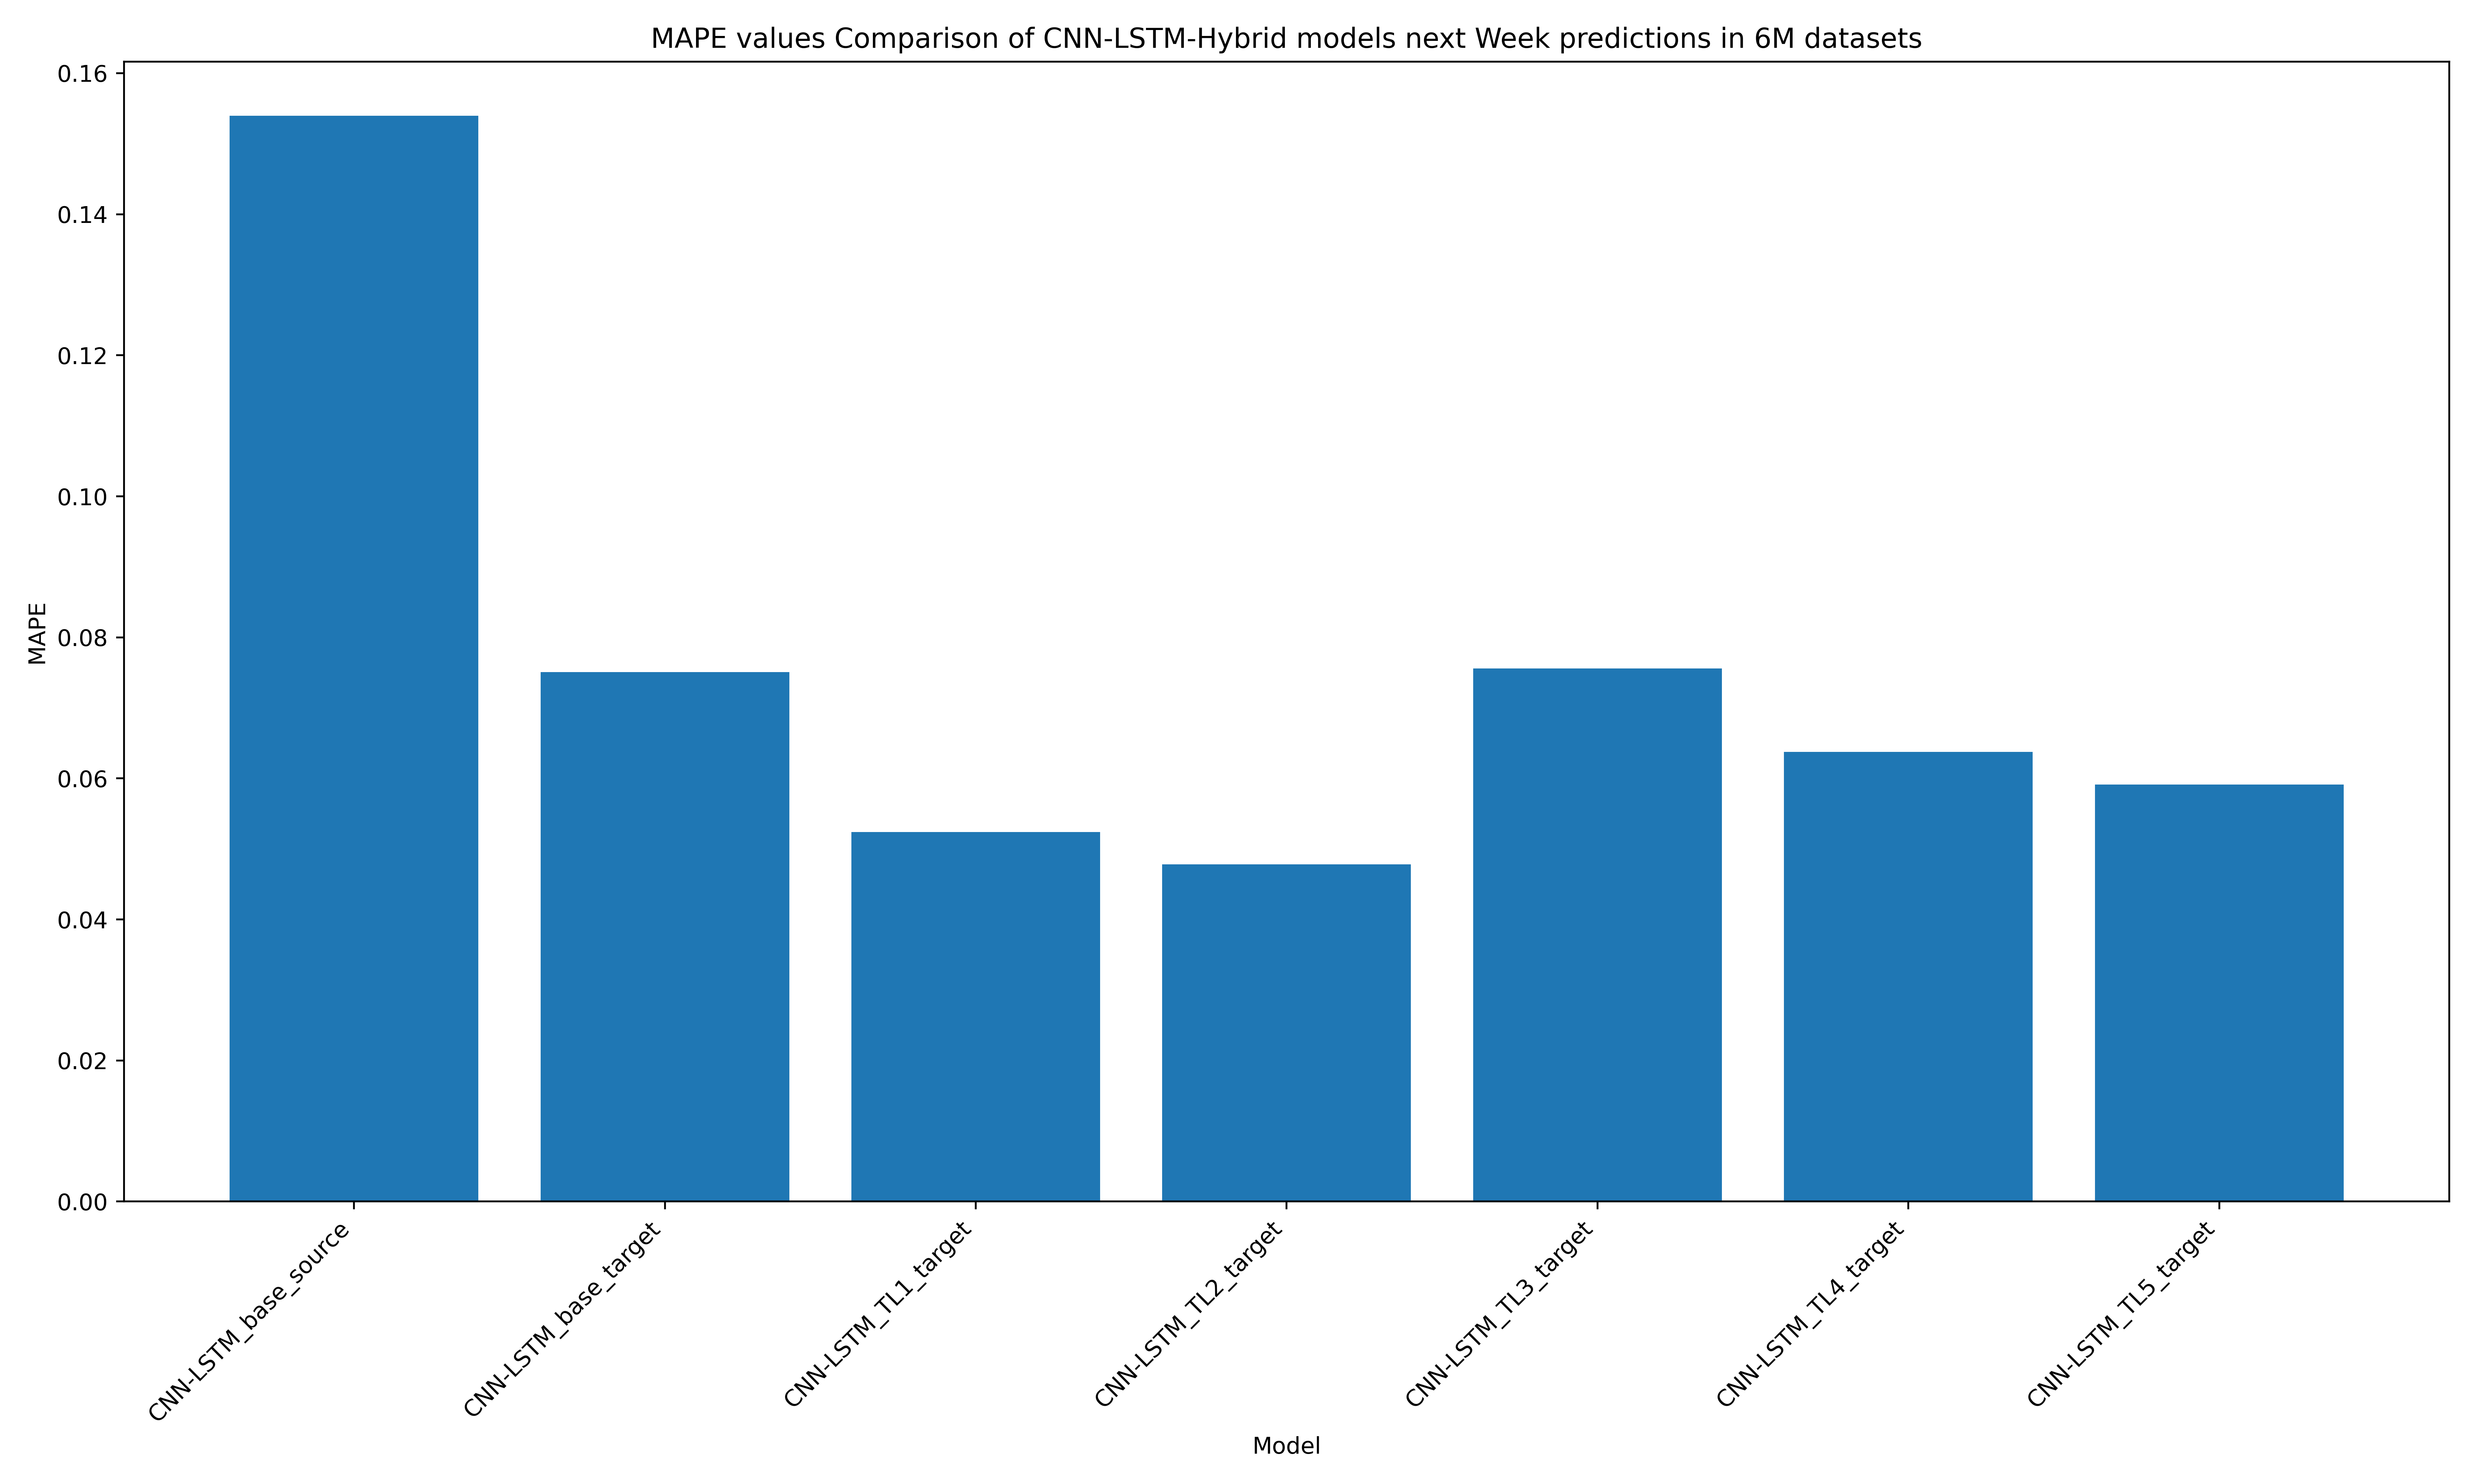 MAPE values Comparison of CNN-LSTM-Hybrid models next Week predictions in 6M datasets
0.16
0.14
0.12
0.10
0.08
0.06
0.04
0.02
0.00
MAPE
CNN-LSTM_base_source
CNN-LSTM_base_target
CNN-LSTM_TL1_target
CNN-LSTM_TL2_target
CNN-LSTM_TL3_target
CNN-LSTM_TL4_target
CNN-LSTM_TL5_target
Model